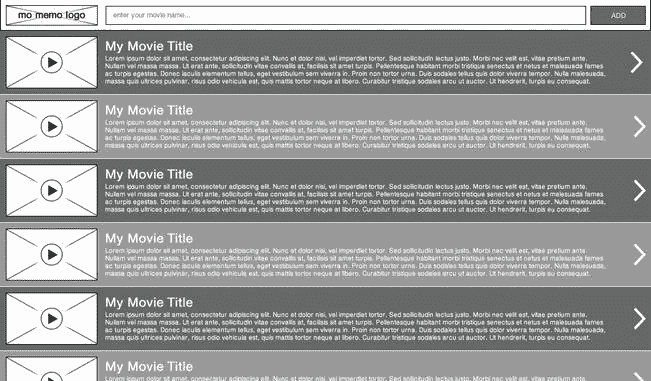 mo memo logo
enter your movie name...
ADD
My Movie Title
Lorem ipsum dolor sit amet, consectetur adipiscing elit. Nunc et dolor nisi, vel imperdiet tortor. Sed sollicitudin lectus justo. Morbi nec velit est, vitae pretium ante.
Nullam vel massa massa. Ut erat ante, sollicitudin vitae convallis at, facilisis sit amet turpis. Pellentesque habitant morbi tristique senectus et netus et malesuada fames
ac turpis egestas. Donec iaculis elementum tellus, eget vestibulum sem viverra in. Proin non tortor urna. Duis sodales tellus quis dolor viverra tempor. Nulla id aliquam
massa quis ultrices pulvinar, risus odio vehicula est, quis mattis tortor neque at libero. Curabitur tristique sodales arcu ut auctor. Ut hendrerit, turpis eu consequat.
My Movie Title
Lorem ipsum dolor sit amet, consectetur adipiscing elit. Nunc et dolor nisi, vel imperdiet tortor. Sed sollicitudin lectus justo. Morbi nec velit est, vitae pretium ante.
Nullam vel massa massa. Ut erat ante, sollicitudin vitae convallis at, facilisis sit amet turpis. Pellentesque habitant morbi tristique senectus et netus et malesuada fames
ac turpis egestas. Donec iaculis elementum tellus, eget vestibulum sem viverra in. Proin non tortor urna. Duis sodales tellus quis dolor viverra tempor. Nulla id aliquam
massa quis ultrices pulvinar, risus odio vehicula est, quis mattis tortor neque at libero. Curabitur tristique sodales arcu ut auctor. Ut hendrerit, turpis eu consequat.
My Movie Title
Lorem ipsum dolor sit amet, consectetur adipiscing elit. Nunc et dolor nisi, vel imperdiet tortor. Sed sollicitudin lectus justo. Morbi nec velit est, vitae pretium ante.
Nullam vel massa massa. Ut erat ante, sollicitudin vitae convallis at, facilisis sit amet turpis. Pellentesque habitant morbi tristique senectus et netus et malesuada fames
ac turpis egestas. Donec iaculis elementum tellus, eget vestibulum sem viverra in. Proin non tortor urna. Duis sodales tellus quis dolor viverra tempor. Nulla id aliquam
massa quis ultrices pulvinar, risus odio vehicula est, quis mattis tortor neque at libero. Curabitur tristique sodales arcu ut auctor. Ut hendrerit, turpis eu consequat.
My Movie Title
Lorem ipsum dolor sit amet, consectetur adipiscing elit. Nunc et dolor nisi, vel imperdiet tortor. Sed sollicitudin lectus justo. Morbi nec velit est, vitae pretium ante.
Nullam vel massa massa. Ut erat ante, sollicitudin vitae convallis at, facilisis sit amet turpis. Pellentesque habitant morbi tristique senectus et netus et malesuada fames
ac turpis egestas. Donec iaculis elementum tellus, eget vestibulum sem viverra in. Proin non tortor urna. Duis sodales tellus quis dolor viverra tempor. Nulla id aliquam
massa quis ultrices pulvinar, risus odio vehicula est, quis mattis tortor neque at libero. Curabitur tristique sodales arcu ut auctor. Ut hendrerit, turpis eu consequat.
My Movie Title
Lorem ipsum dolor sit amet, consectetur adipiscing elit. Nunc et dolor nisi, vel imperdiet tortor. Sed sollicitudin lectus justo. Morbi nec velit est, vitae pretium ante.
Nullam vel massa massa. Ut erat ante, sollicitudin vitae convallis at, facilisis sit amet turpis. Pellentesque habitant morbi tristique senectus et netus et malesuada fames
ac turpis egestas. Donec iaculis elementum tellus, eget vestibulum sem viverra in. Proin non tortor urna. Duis sodales tellus quis dolor viverra tempor. Nulla id aliquam
massa quis ultrices pulvinar, risus odio vehicula est, quis mattis tortor neque at libero. Curabitur tristique sodales arcu ut auctor. Ut hendrerit, turpis eu consequat.
My Movie Title
Lorem ipsum dolor sit amet, consectetur adipiscing elit. Nunc et dolor nisi, vel imperdiet tortor. Sed sollicitudin lectus justo. Morbi nec velit est, vitae pretium ante.